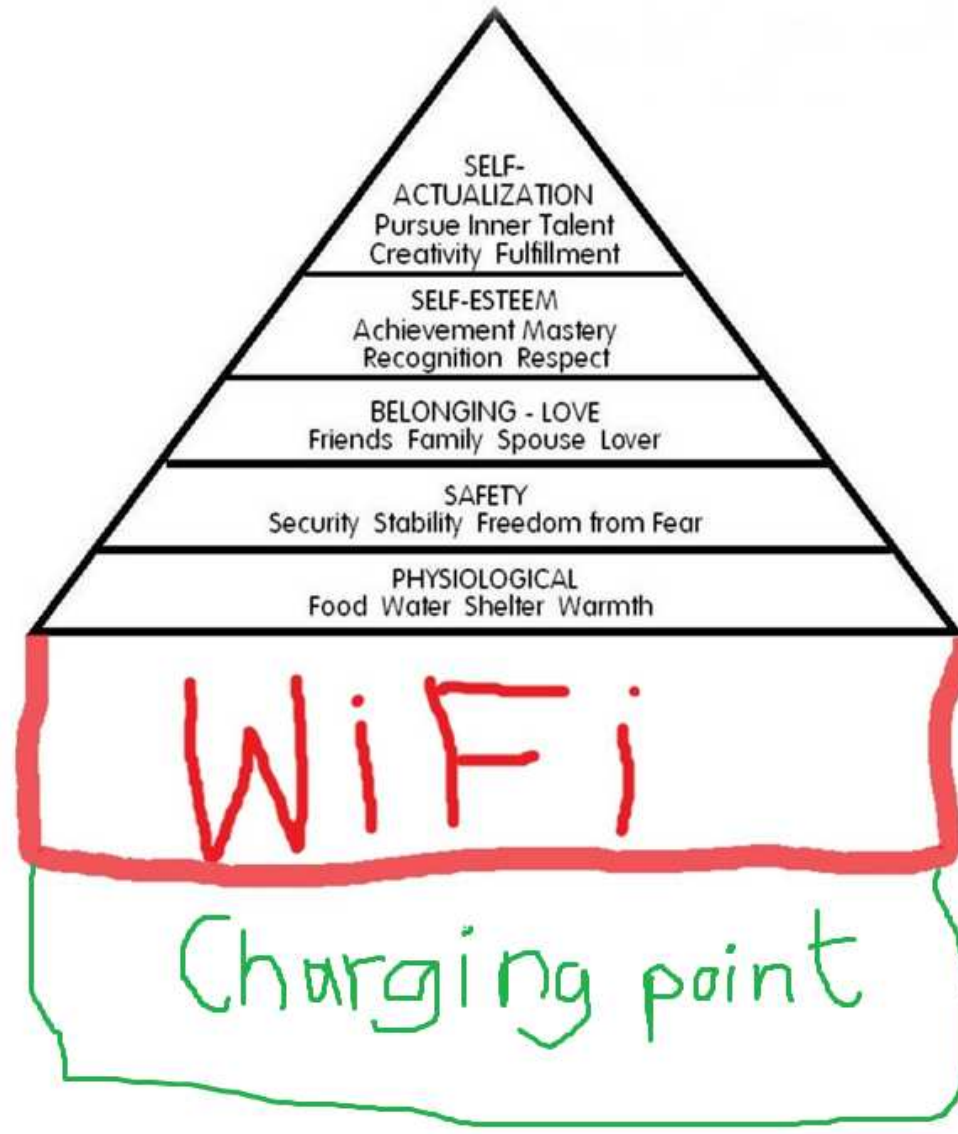 SELF-
ACTUALIZATION
Pursue Inner Talent
Creativity Fulfillment
SELF-ESTEEM
Achievement Mastery
Recognition Respect
BELONGING - LOVE
Friends Family Spouse Lover
SAFETY
Security Stability Freedom from Fear
PHYSIOLOGICAL
Food Water Shelter Warmth
WiFi
Charging point